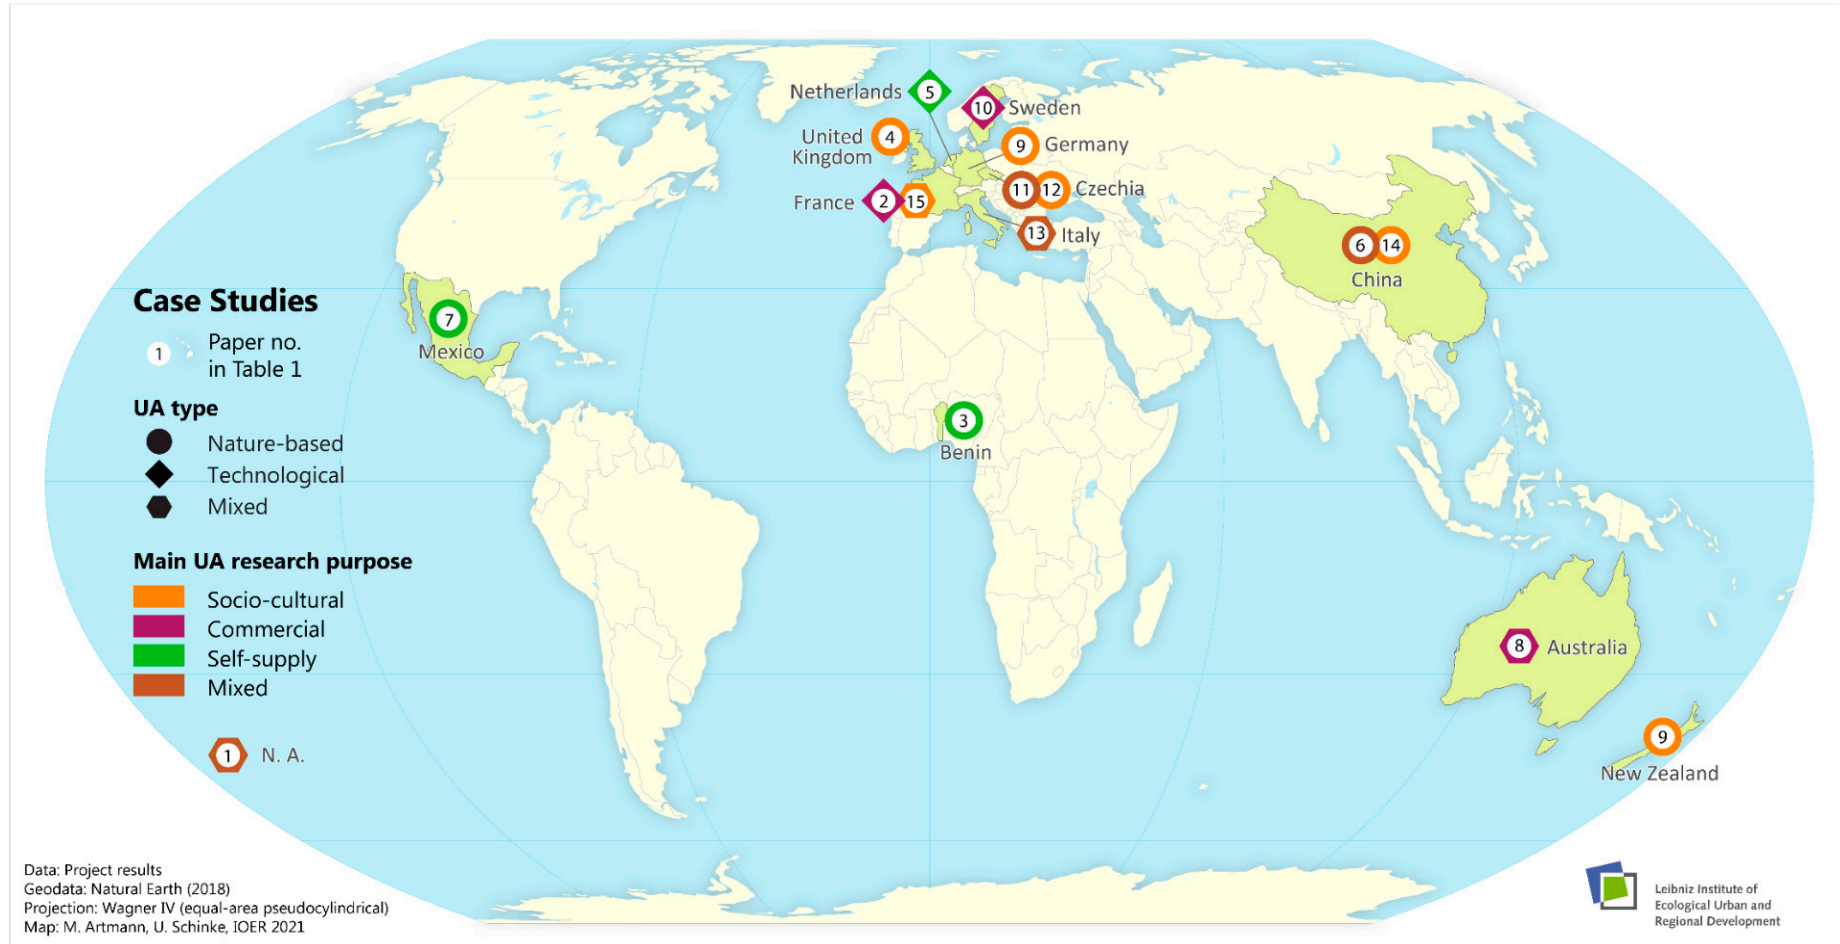 Netherlands 5
10 Sweden
United
Kingdom
4
9 Germany
11 12 Czechia
France 2 15
13 Italy
6 14
China
7
Mexico
3
Benin
8 Australia
9
New Zealand
Case Studies
1 Paper no.
in Table 1
UA type
Nature-based
Technological
Mixed
Main UA research purpose
Socio-cultural
Commercial
Self-supply
Mixed
1 N. A.
Data: Project results
Geodata: Natural Earth (2018)
Projection: Wagner IV (equal-area pseudocylindrical)
Map: M. Artmann, U. Schinke, IOER 2021
Leibniz Institute of
Ecological Urban and
Regional Development